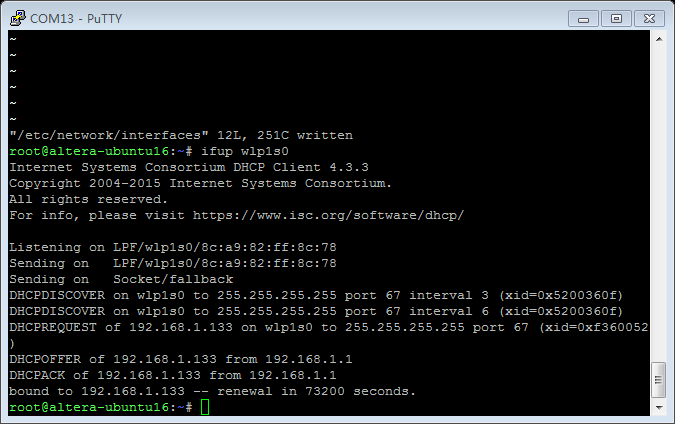 COM13 - PuTTY
~
~
~
~
~
~
"/etc/network/interfaces" 12L, 251C written
root@altera-ubuntu16:~# ifup wlp1s0
Internet Systems Consortium DHCP Client 4.3.3
Copyright 2004-2015 Internet Systems Consortium.
All rights reserved.
For info, please visit https://www.isc.org/software/dhcp/
Listening on LPF/wlp1s0/8c:a9:82:ff:8c:78
Sending on   LPF/wlp1s0/8c:a9:82:ff:8c:78
Sending on   Socket/fallback
DHCPDISCOVER on wlp1s0 to 255.255.255.255 port 67 interval 3 (xid=0x5200360f)
DHCPDISCOVER on wlp1s0 to 255.255.255.255 port 67 interval 6 (xid=0x5200360f)
DHCPREQUEST of 192.168.1.133 on wlp1s0 to 255.255.255.255 port 67 (xid=0xf360052
)
DHCPOFFER of 192.168.1.133 from 192.168.1.1
DHCPACK of 192.168.1.133 from 192.168.1.1
bound to 192.168.1.133 -- renewal in 73200 seconds.
root@altera-ubuntu16:~#